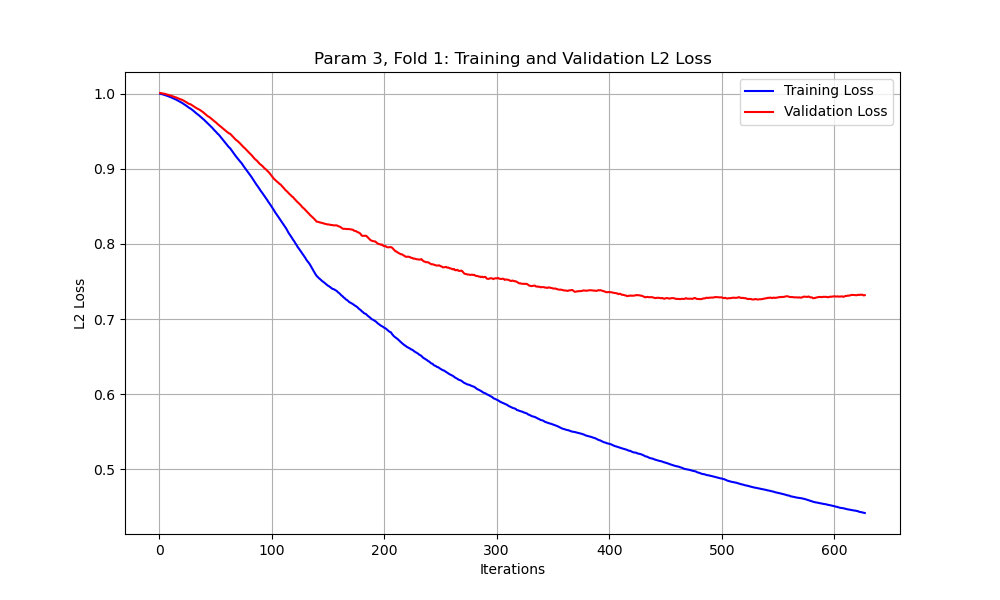 Param 3, Fold 1: Training and Validation L2 Loss
Training Loss
Validation Loss
1.0
0.9
0.8
0.7
0.6
0.5
L2 Loss
0 100 200 300 400 500 600
Iterations